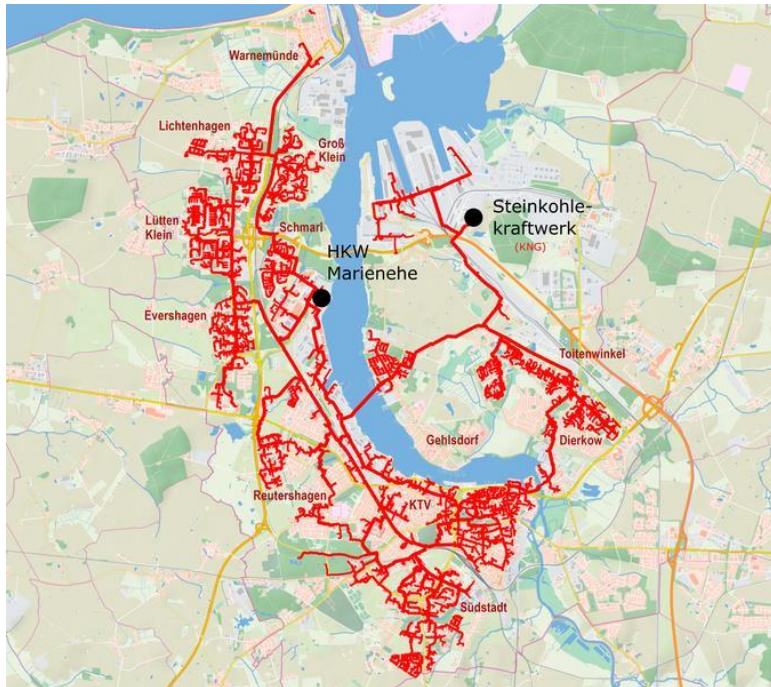 Warnemünde
Lichtenhagen
Groß
Klein
Steinkohle-
kraftwerk
(KNG)
Lütten
Klein
Schmarl
HKW
Marienehe
Evershagen
Toitenwinkel
Gehlsdorf
Dierkow
Reutershagen
KTV
Südstadt